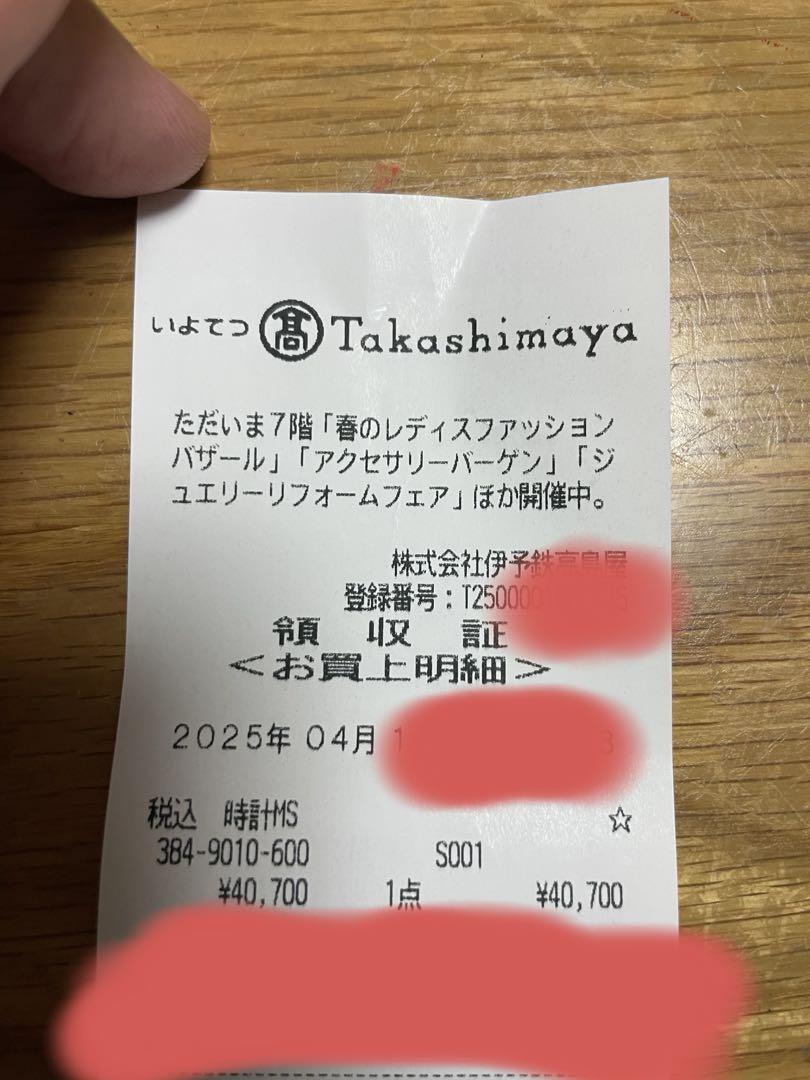 いよてつ 髙 Takashimaya
ただいま7階「春のレディスファッション
バザール」「アクセサリーバーゲン」「ジ
ュエリーリフォームフェア」ほか開催中。
株式会社伊予鉄髙島屋
登録番号:T250000
領 収 証
<お買上明細>
2025年 04月 1
税込 時計MS ☆
384-9010-600 S001
¥40,700 1点 ¥40,700